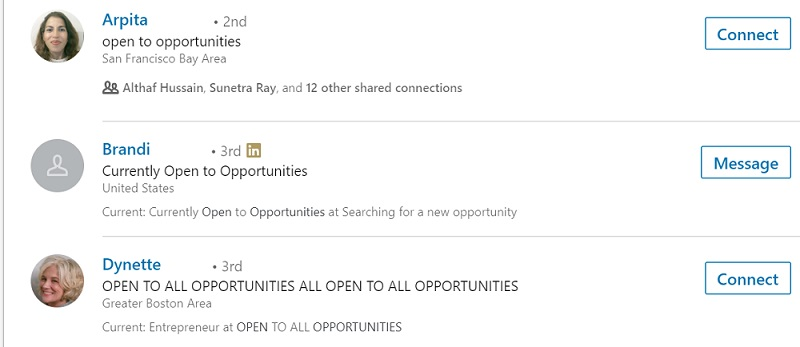 Arpita • 2nd
Connect
open to opportunities
San Francisco Bay Area
Althaf Hussain, Sunetra Ray, and 12 other shared connections
Brandi • 3rd in
Message
Currently Open to Opportunities
United States
Current: Currently Open to Opportunities at Searching for a new opportunity
Dynette • 3rd
Connect
OPEN TO ALL OPPORTUNITIES ALL OPEN TO ALL OPPORTUNITIES
Greater Boston Area
Current: Entrepreneur at OPEN TO ALL OPPORTUNITIES